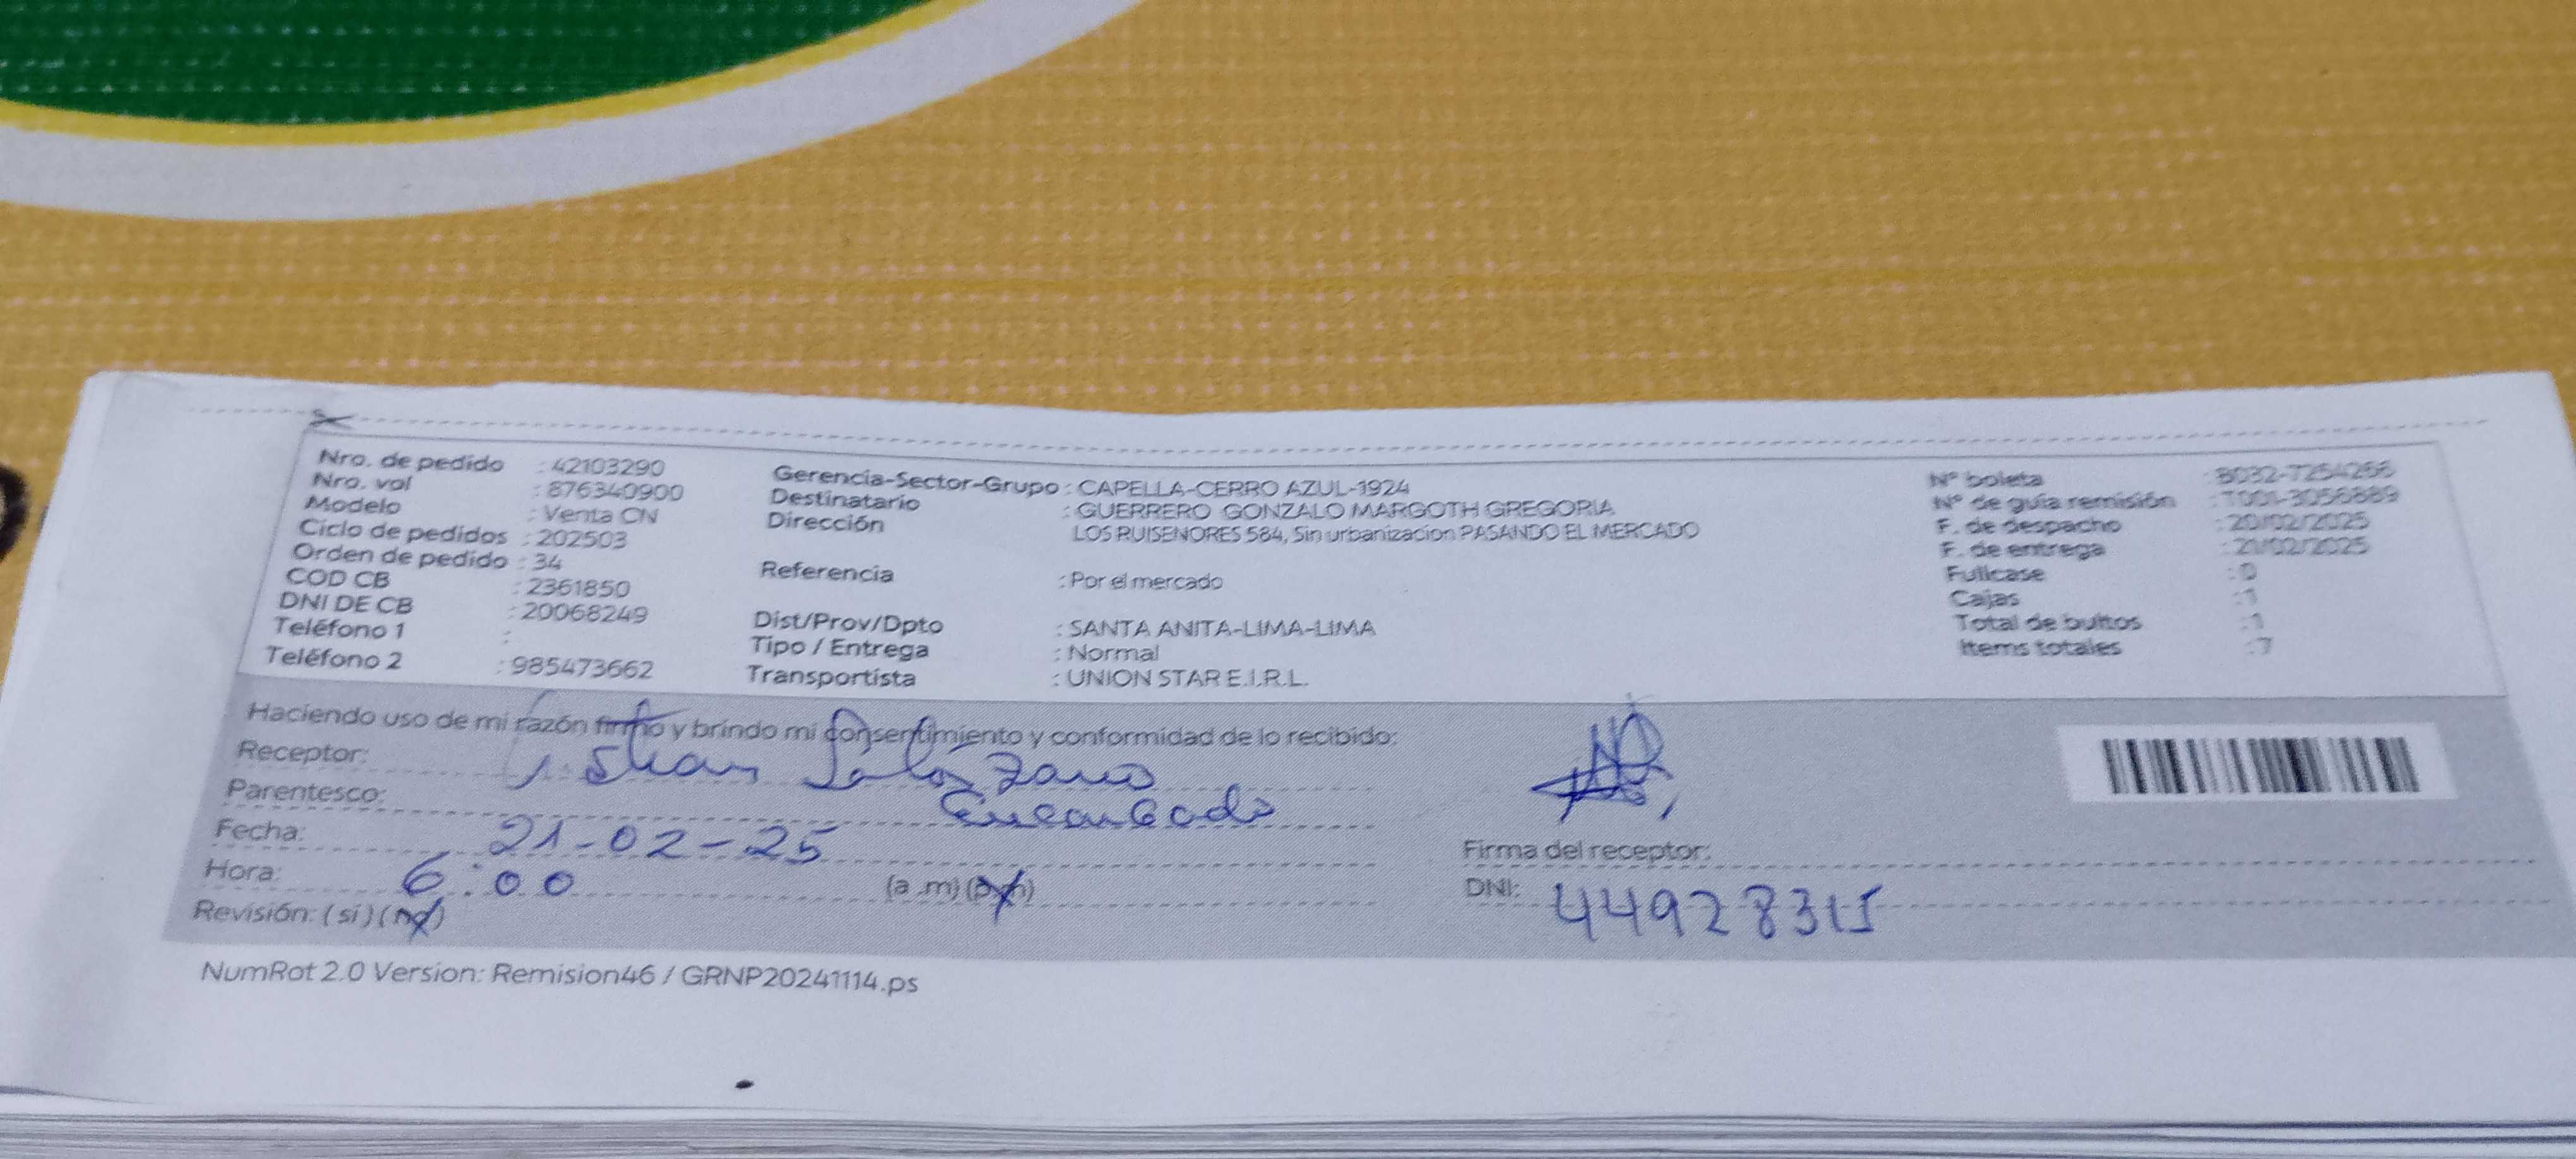 Nro. de pedido : 42103290
Nro. vol : 876340900
Modelo : Venta CN
Ciclo de pedidos : 202503
Orden de pedido : 34
COD CB : 2361850
DNI DE CB : 20068249
Teléfono 1 :
Teléfono 2 : 985473662
Gerencia-Sector-Grupo : CAPELLA-CERRO AZUL-1924
Destinatario : GUERRERO GONZALO MARGOTH GREGORIA
Dirección LOS RUISENORES 584, Sin urbanizacion PASANDO EL MERCADO
Referencia : Por el mercado
Dist/Prov/Dpto : SANTA ANITA-LIMA-LIMA
Tipo / Entrega : Normal
Transportista : UNION STAR E.I.R.L.
N° boleta : B032-7254266
N° de guía remisión : T001-3056889
F. de despacho : 20/02/2025
F. de entrega : 21/02/2025
Fullcase : 0
Cajas : 1
Total de bultos : 1
Items totales : 7
Haciendo uso de mi razón firmo y brindo mi consentimiento y conformidad de lo recibido:
Receptor:
Parentesco: Encargado
Fecha: 21-02-25
Hora: 6:00 (a .m) (p.m)
Revisión: (si) (no)
Firma del receptor:
DNI: 44928315
NumRot 2.0 Version: Remision46 / GRNP20241114.ps